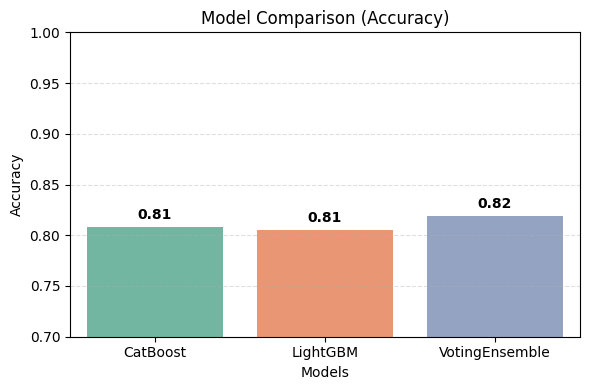 Model Comparison (Accuracy)
1.00
0.95
0.90
0.85
0.80
0.75
0.70
Accuracy
0.81
0.81
0.82
CatBoost
LightGBM
VotingEnsemble
Models